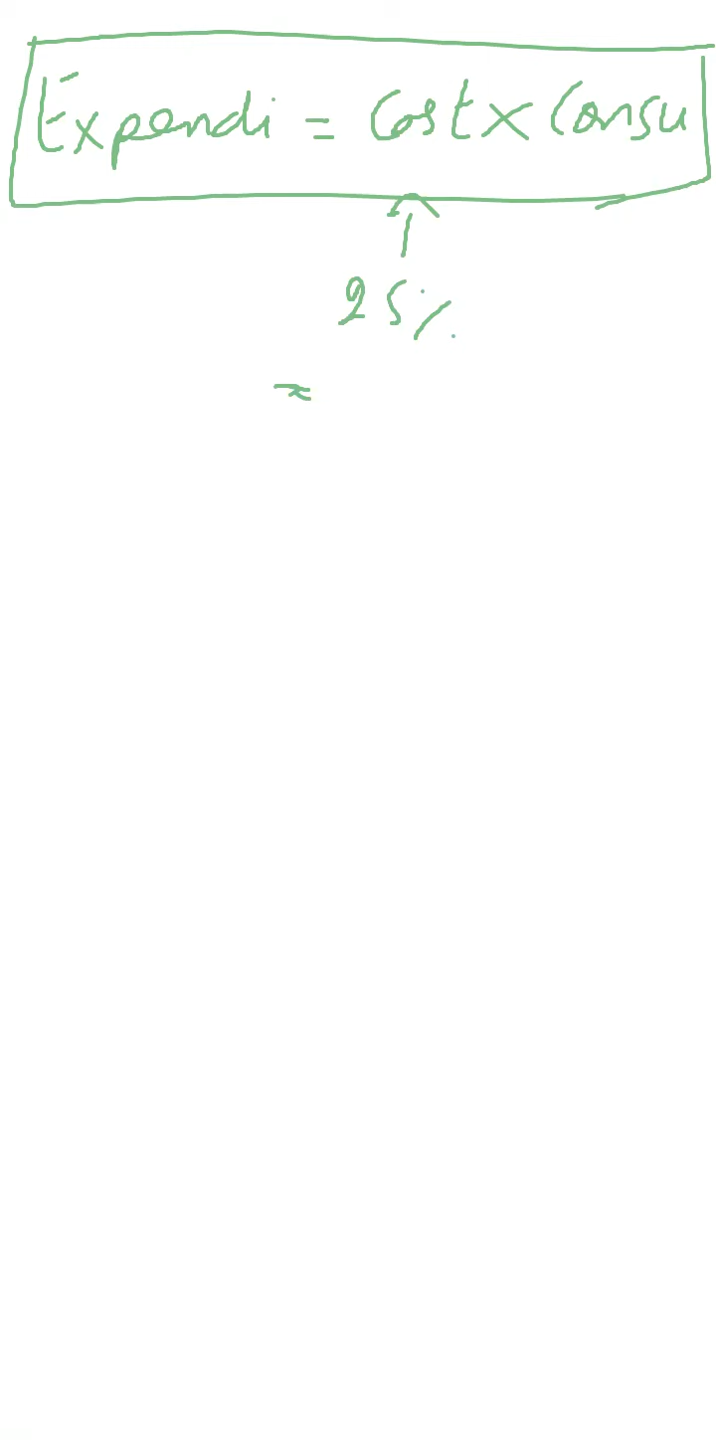 Expendi = Cost × Consu
25%
=